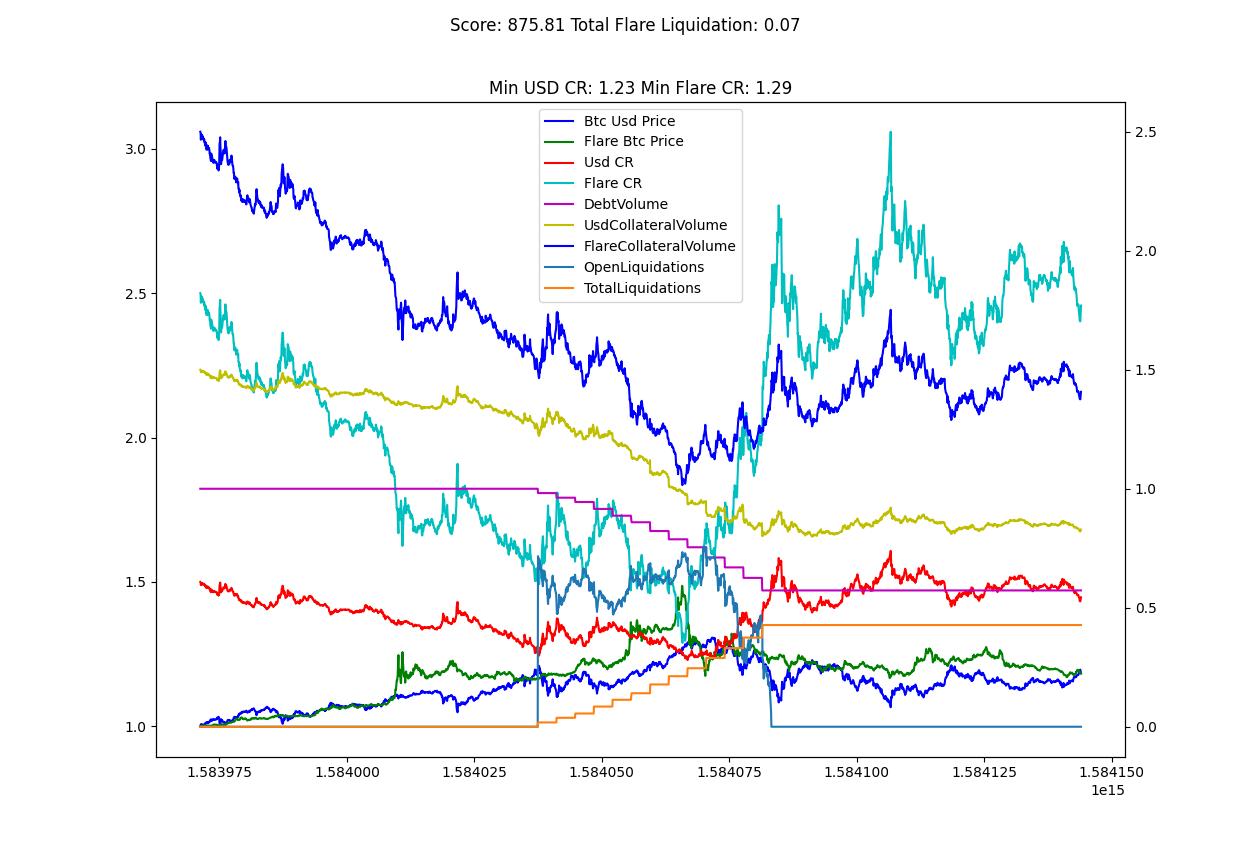 Score: 875.81 Total Flare Liquidation: 0.07
Min USD CR: 1.23 Min Flare CR: 1.29
Btc Usd Price
Flare Btc Price
Usd CR
Flare CR
DebtVolume
UsdCollateralVolume
FlareCollateralVolume
OpenLiquidations
TotalLiquidations
3.0
2.5
2.0
1.5
1.0
2.5
2.0
1.5
1.0
0.5
0.0
1.583975 1.584000 1.584025 1.584050 1.584075 1.584100 1.584125 1.584150
1e15